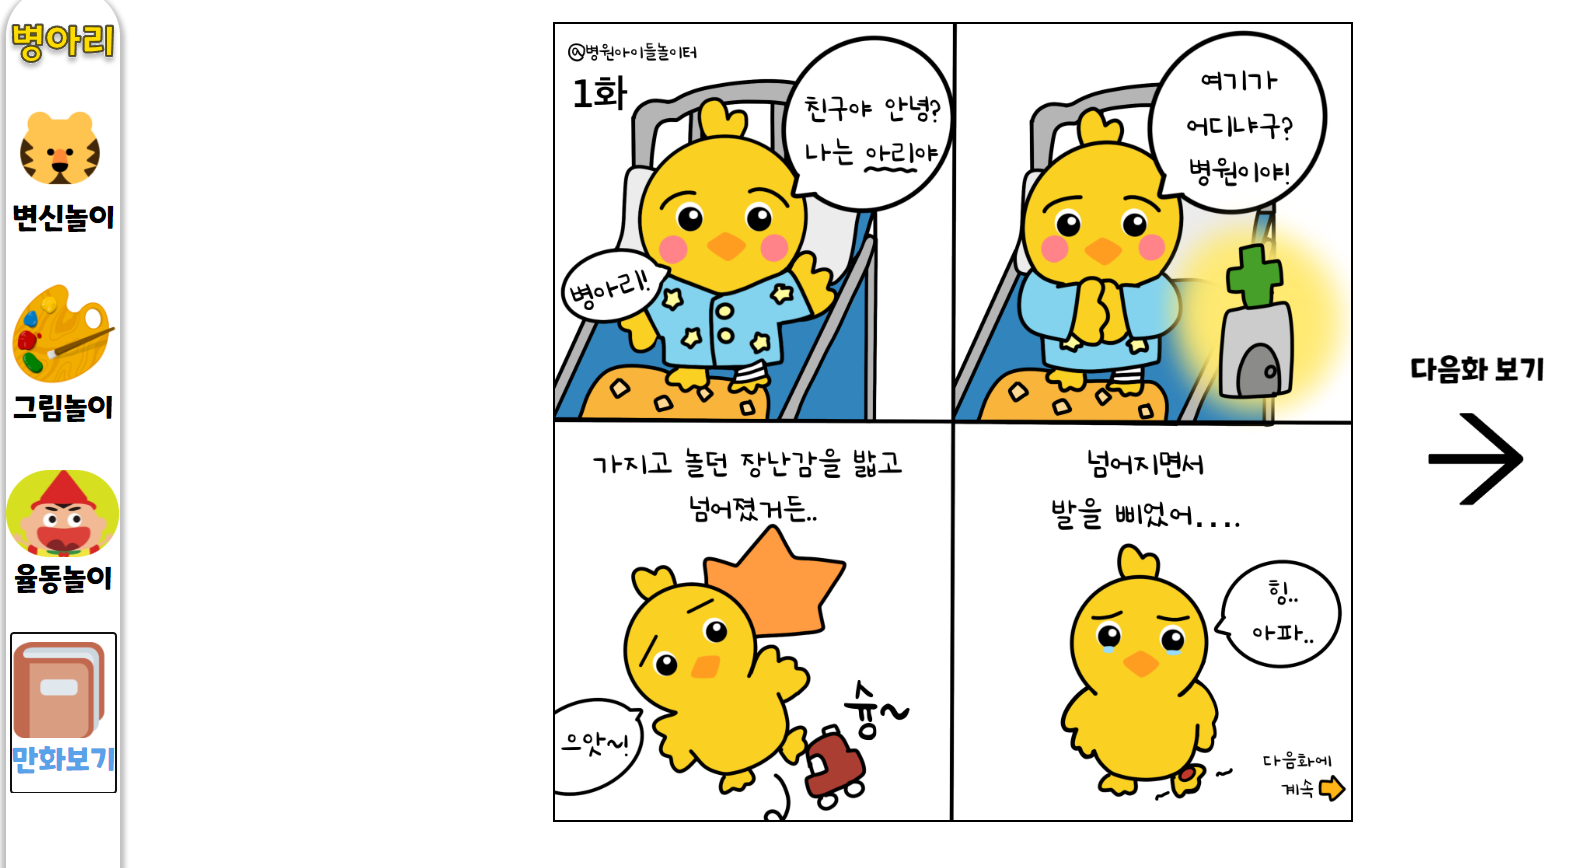 병아리
변신놀이
그림놀이
율동놀이
만화보기
@병원아이들놀이터
1화
친구야 안녕?
나는 아리야
병아리!
여기가
어디냐구?
병원이야!
가지고 놀던 장난감을 밟고
넘어졌거든..
으앗~!
슝~
넘어지면서
발을 삐었어....
힝..
아파..
다음화에
계속
다음화 보기